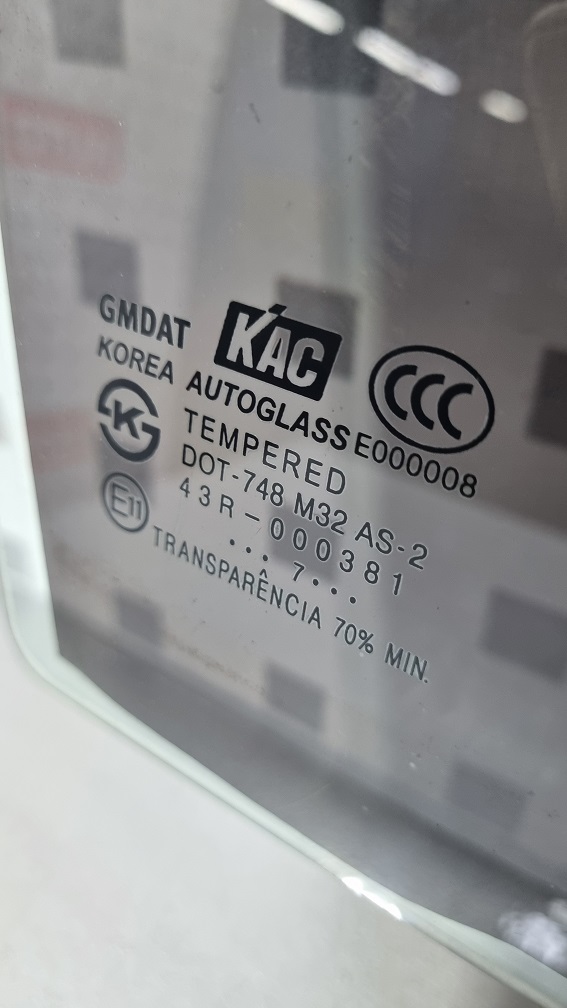 GMDAT KAC CCC
KOREA AUTOGLASS E000008
K TEMPERED
DOT-748 M32 AS-2
E11 43R-000381
... 7...
TRANSPARÊNCIA 70% MIN.